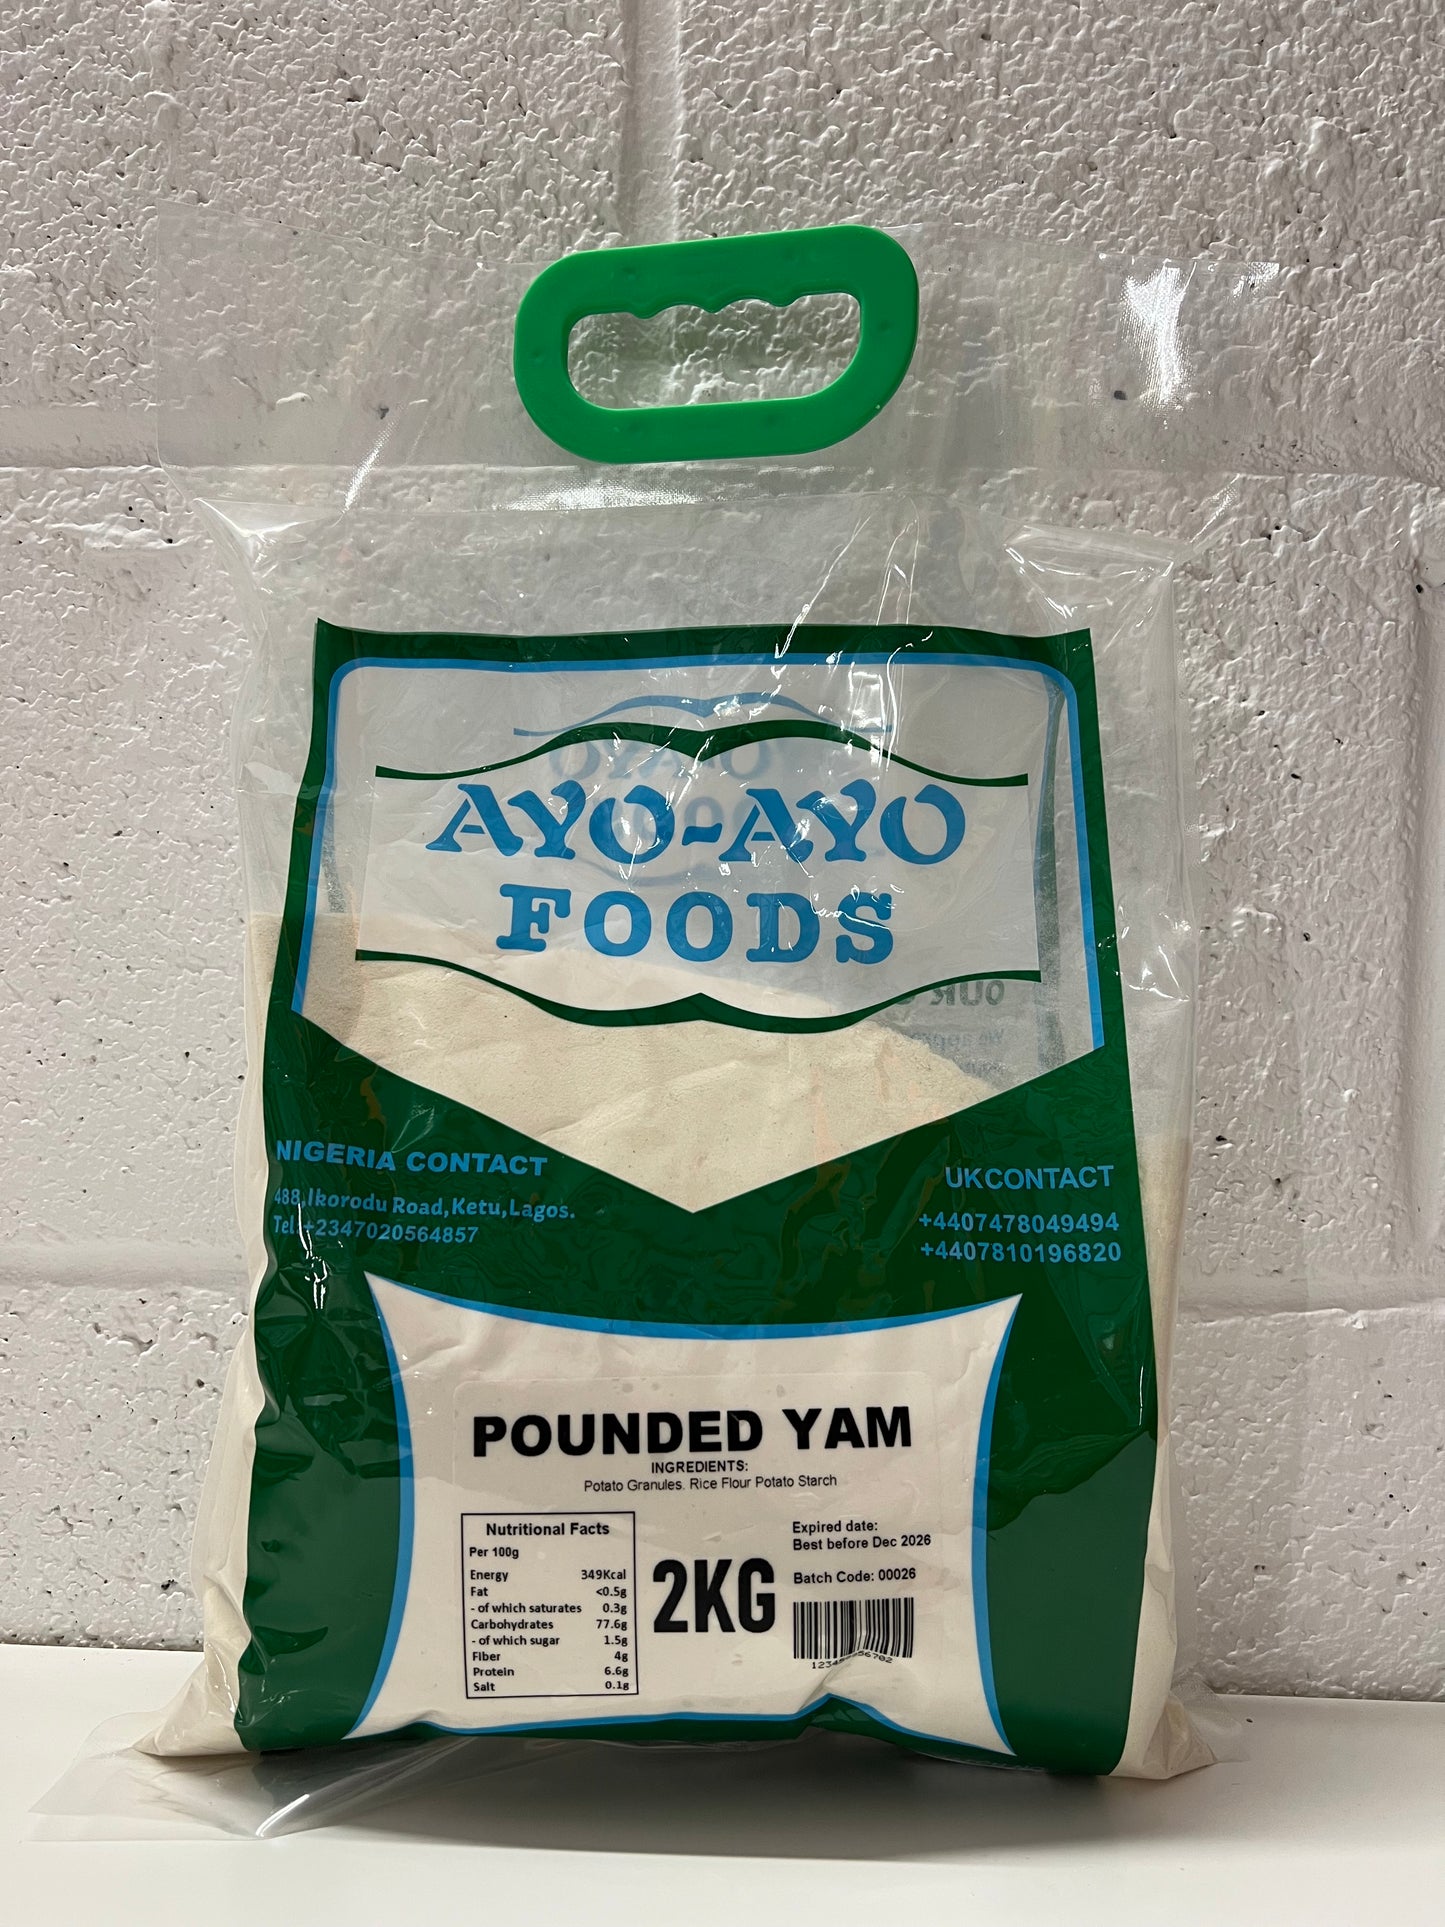 AYO-AYO
FOODS
NIGERIA CONTACT
488, Ikorodu Road, Ketu, Lagos.
Tel: +2347020564857
UKCONTACT
+4407478049494
+4407810196820
POUNDED YAM
INGREDIENTS:
Potato Granules. Rice Flour Potato Starch
Nutritional Facts
Per 100g
Energy 349Kcal
Fat <0.5g
- of which saturates 0.3g
Carbohydrates 77.6g
- of which sugar 1.5g
Fiber 4g
Protein 6.6g
Salt 0.1g
2KG
Expired date:
Best before Dec 2026
Batch Code: 00026